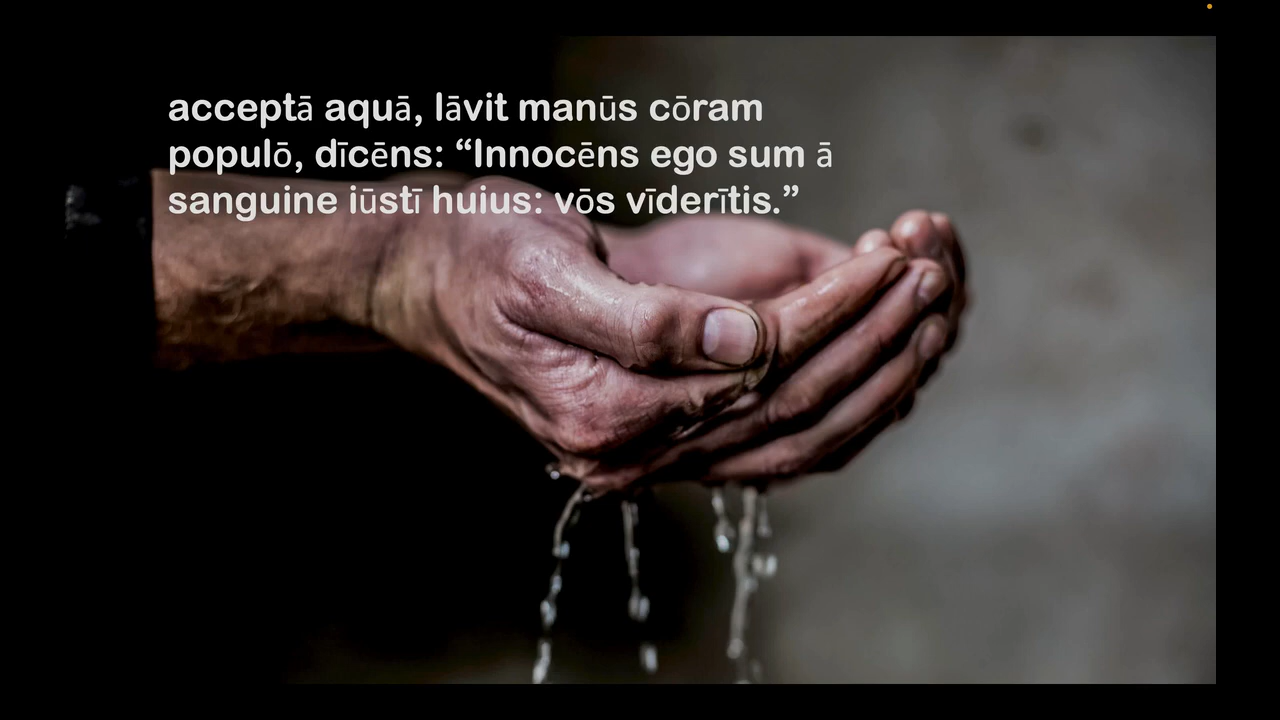 acceptā aquā, lāvit manūs cōram
populō, dīcēns: “Innocēns ego sum ā
sanguine iūstī huius: vōs vīderītis.”